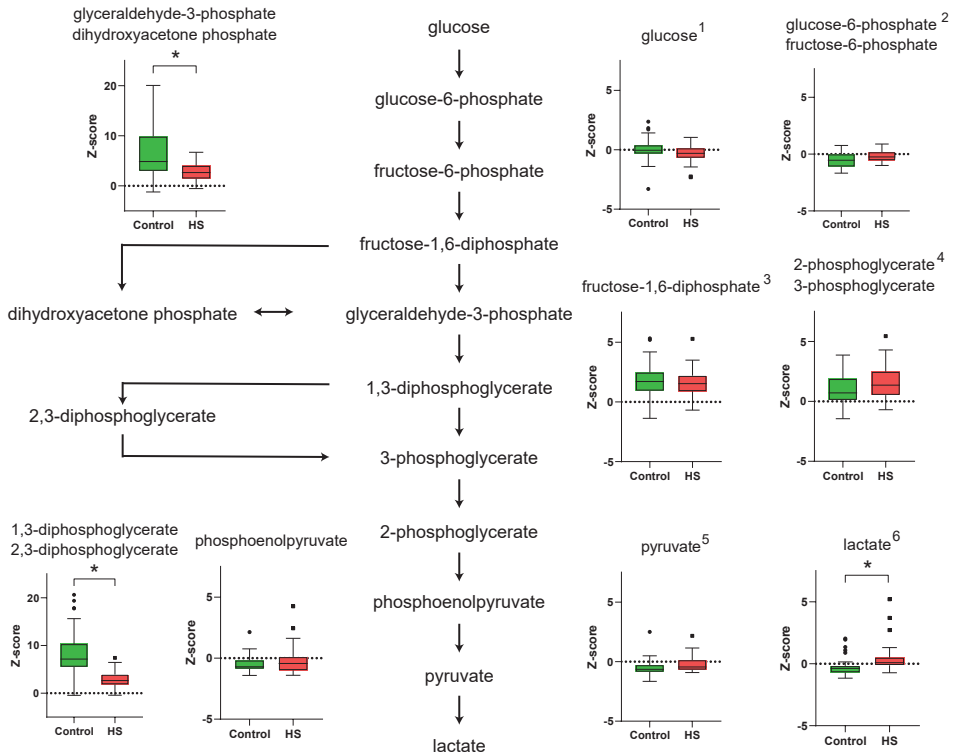 glyceraldehyde-3-phosphate
dihydroxyacetone phosphate
*
20
10
0
Z-score
Control HS
glucose
glucose-6-phosphate
fructose-6-phosphate
fructose-1,6-diphosphate
dihydroxyacetone phosphate
glyceraldehyde-3-phosphate
1,3-diphosphoglycerate
2,3-diphosphoglycerate
3-phosphoglycerate
2-phosphoglycerate
phosphoenolpyruvate
pyruvate
lactate
glucose1
5
0
-5
Z-score
Control HS
glucose-6-phosphate 2
fructose-6-phosphate
5
0
-5
Z-score
Control HS
fructose-1,6-diphosphate 3
5
0
-5
Z-score
Control HS
2-phosphoglycerate4
3-phosphoglycerate
5
0
-5
Z-score
Control HS
1,3-diphosphoglycerate
2,3-diphosphoglycerate
*
20
10
0
Z-score
Control HS
phosphoenolpyruvate
5
0
-5
Z-score
Control HS
pyruvate5
5
0
-5
Z-score
Control HS
lactate6
*
5
0
-5
Z-score
Control HS